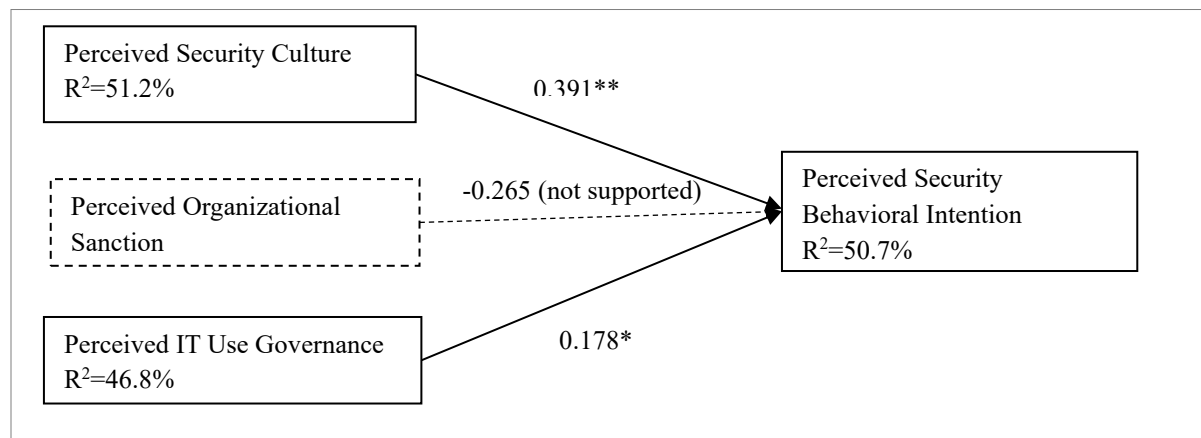 Perceived Security Culture
R²=51.2%
0.391**
Perceived Organizational
Sanction
-0.265 (not supported)
Perceived Security
Behavioral Intention
R²=50.7%
Perceived IT Use Governance
R²=46.8%
0.178*